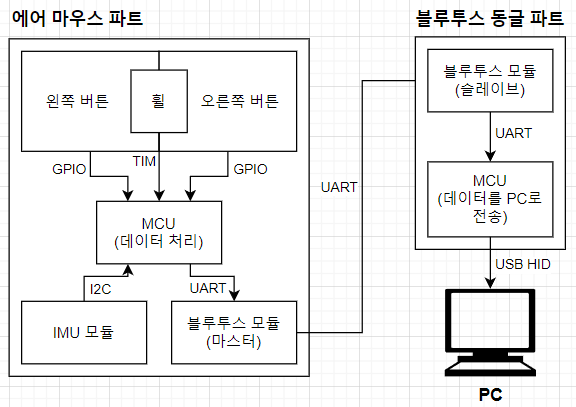 에어 마우스 파트
블루투스 동글 파트
왼쪽 버튼
휠
오른쪽 버튼
GPIO
TIM
GPIO
MCU
(데이터 처리)
I2C
UART
IMU 모듈
블루투스 모듈
(마스터)
UART
블루투스 모듈
(슬레이브)
UART
MCU
(데이터를 PC로
전송)
USB HID
PC